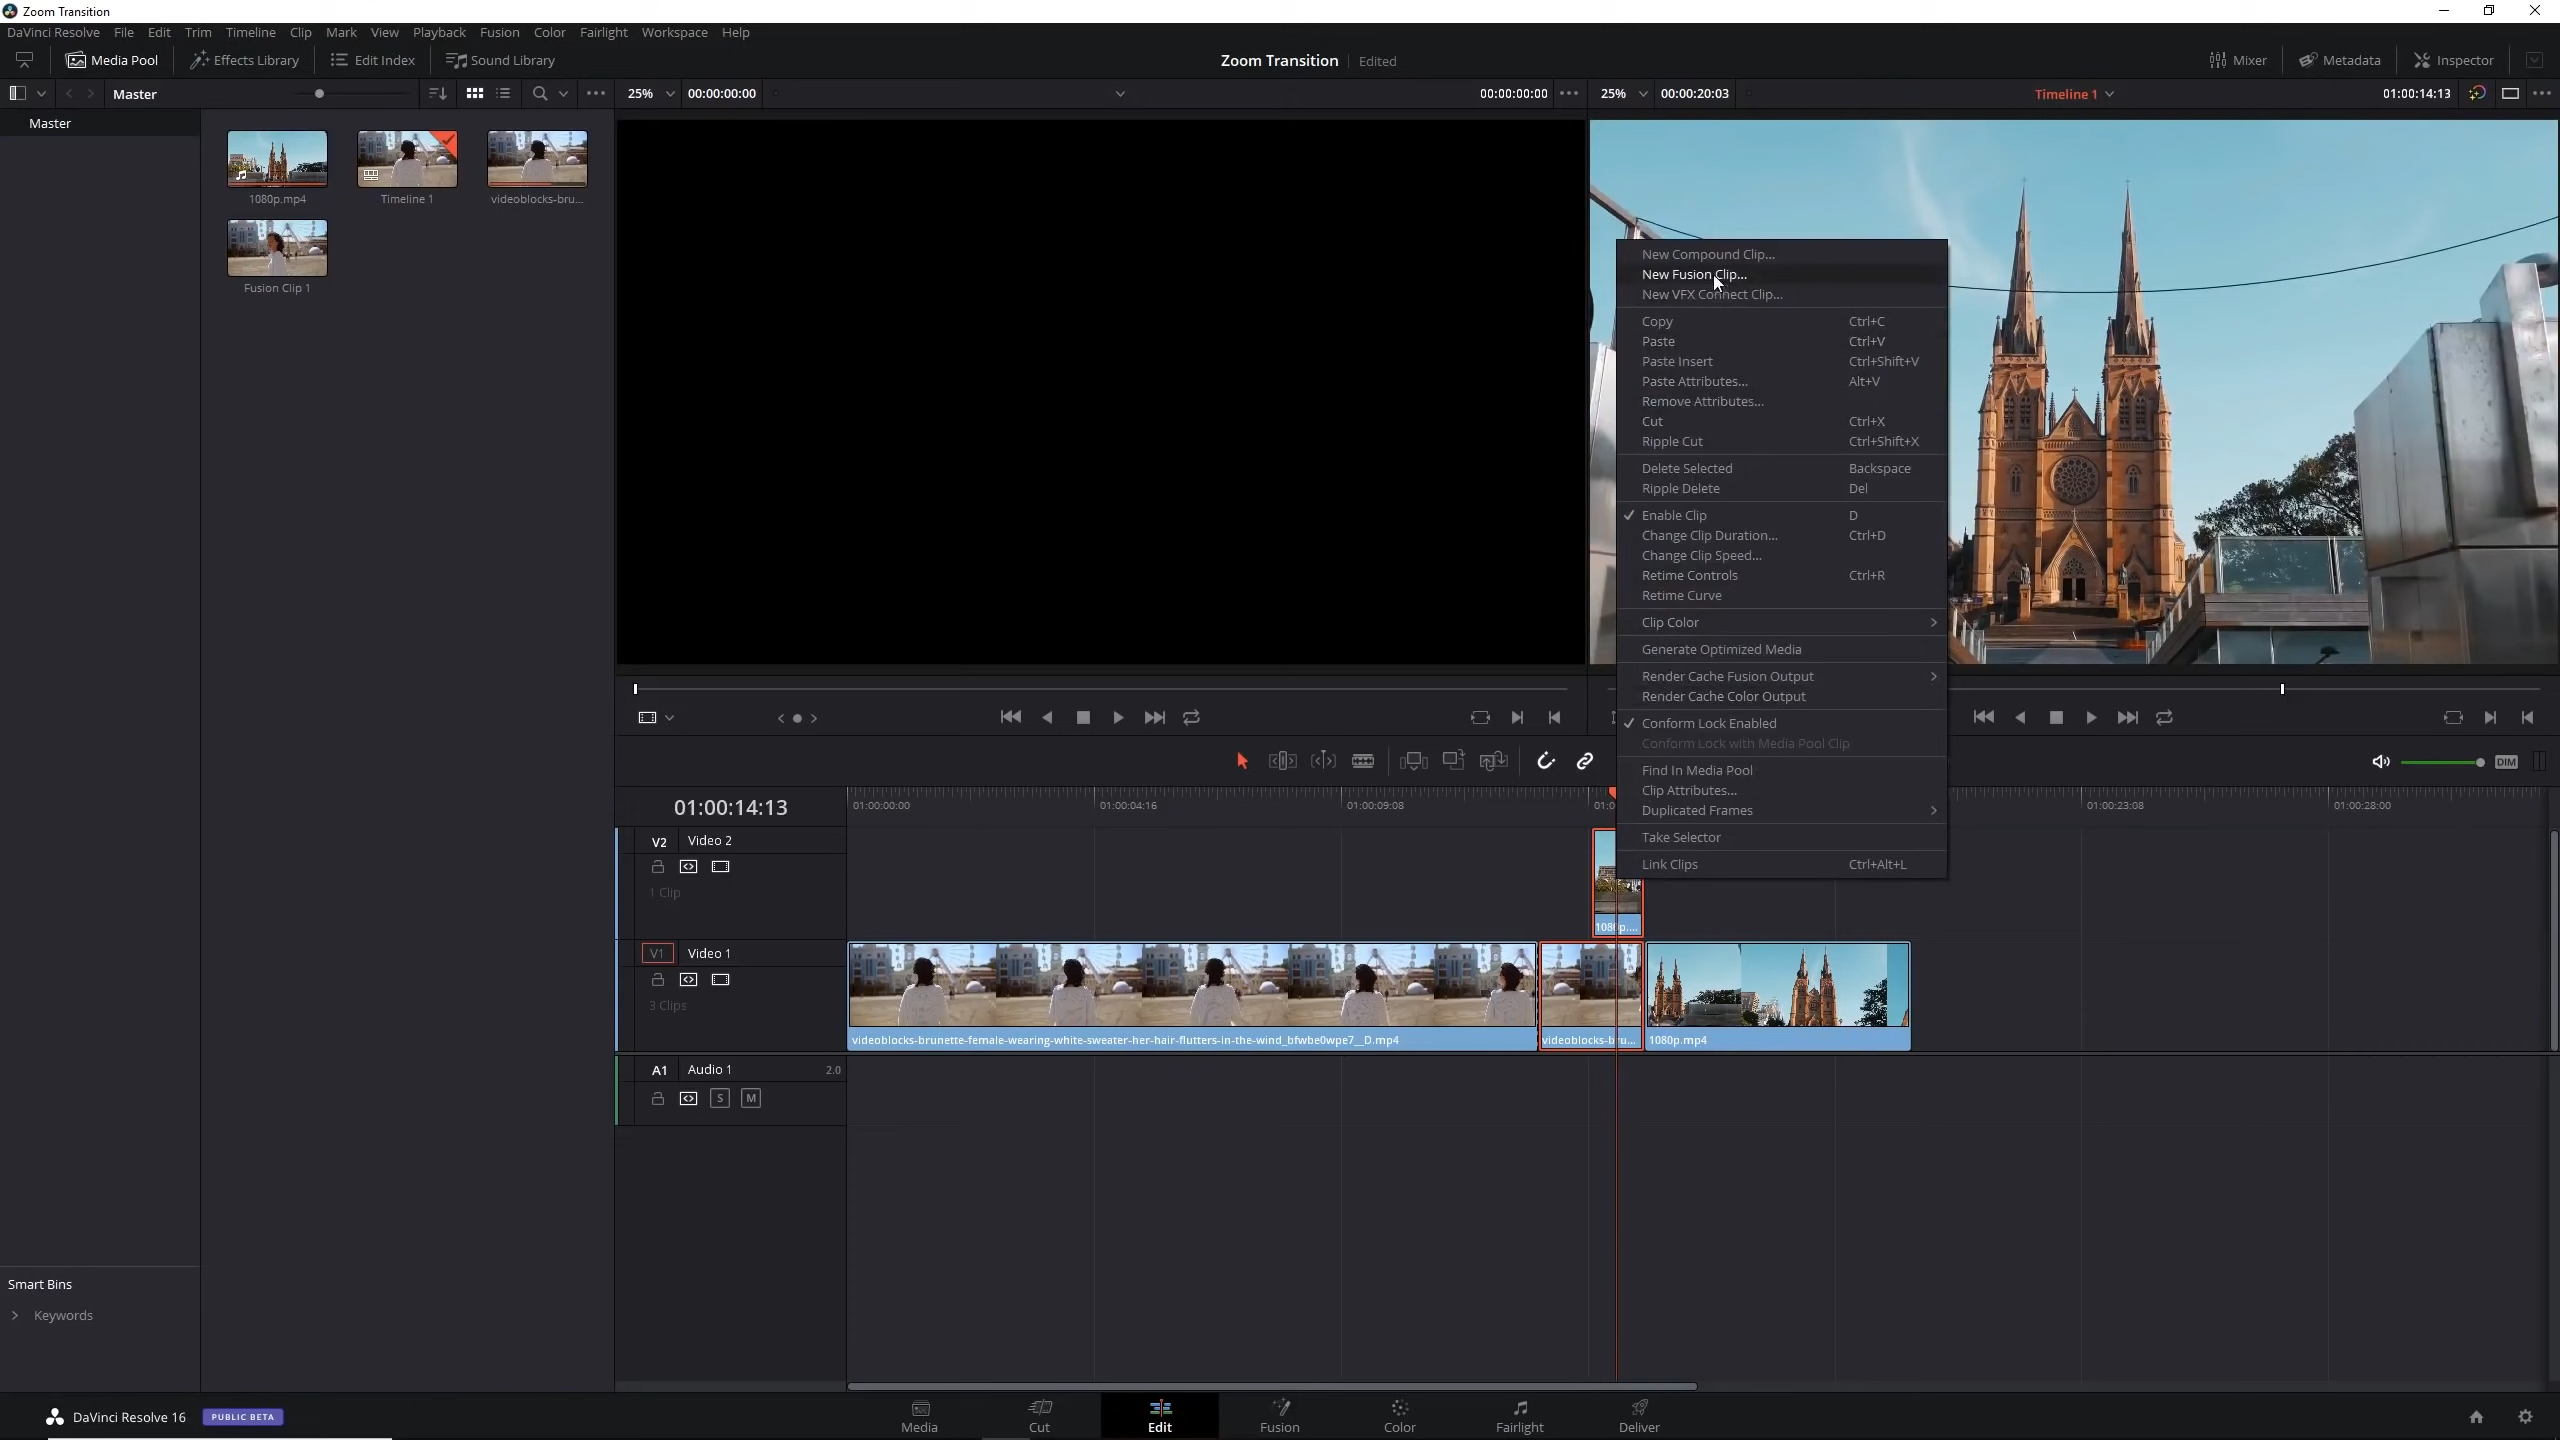 Zoom Transition
DaVinci Resolve File Edit Trim Timeline Clip Mark View Playback Fusion Color Fairlight Workspace Help
Media Pool Effects Library Edit Index Sound Library Zoom Transition Edited Mixer Metadata Inspector
Master 25% 00:00:00:00 00:00:00:00 25% 00:00:20:03 Timeline 1 01:00:14:13
Master
1080p.mp4 Timeline 1 videoblocks-bru...
Fusion Clip 1
New Compound Clip...
New Fusion Clip...
New VFX Connect Clip...
Copy Ctrl+C
Paste Ctrl+V
Paste Insert Ctrl+Shift+V
Paste Attributes... Alt+V
Remove Attributes...
Cut Ctrl+X
Ripple Cut Ctrl+Shift+X
Delete Selected Backspace
Ripple Delete Del
Enable Clip D
Change Clip Duration... Ctrl+D
Change Clip Speed...
Retime Controls Ctrl+R
Retime Curve
Clip Color
Generate Optimized Media
Render Cache Fusion Output
Render Cache Color Output
Conform Lock Enabled
Conform Lock with Media Pool Clip
Find In Media Pool
Clip Attributes...
Duplicated Frames
Take Selector
Link Clips Ctrl+Alt+L
DIM
01:00:14:13 01:00:00:00 01:00:04:16 01:00:09:08 01:0 01:00:23:08 01:00:28:00
V2 Video 2
1 Clip
1080p....
V1 Video 1
3 Clips
videoblocks-brunette-female-wearing-white-sweater-her-hair-flutters-in-the-wind_bfwbe0wpe7__D.mp4 videoblocks-bru... 1080p.mp4
A1 Audio 1 2.0
S M
Smart Bins
Keywords
DaVinci Resolve 16 PUBLIC BETA Media Cut Edit Fusion Color Fairlight Deliver